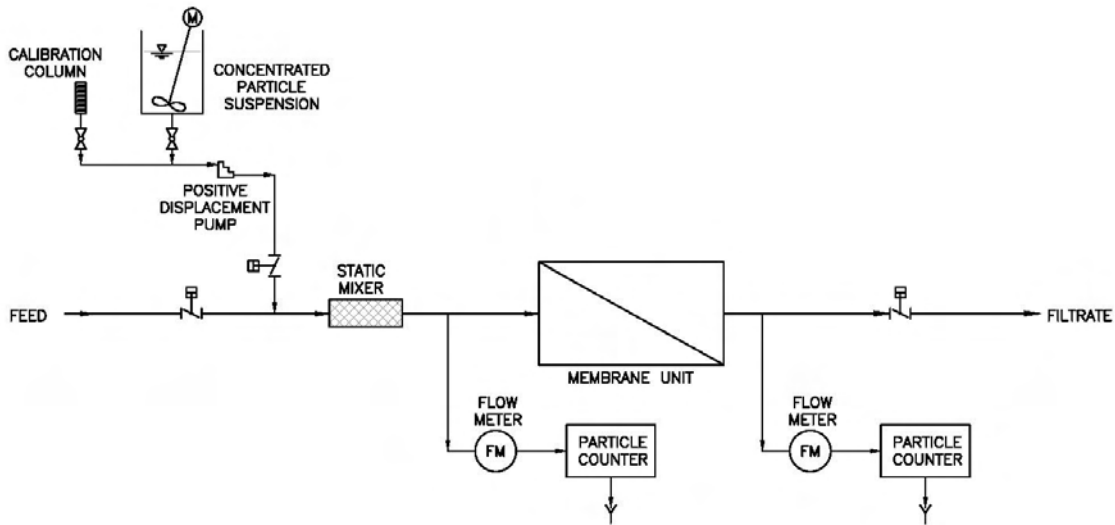 M
CALIBRATION
COLUMN
CONCENTRATED
PARTICLE
SUSPENSION
POSITIVE
DISPLACEMENT
PUMP
STATIC
MIXER
FEED
FILTRATE
MEMBRANE UNIT
FLOW
METER
FM
PARTICLE
COUNTER
FLOW
METER
FM
PARTICLE
COUNTER